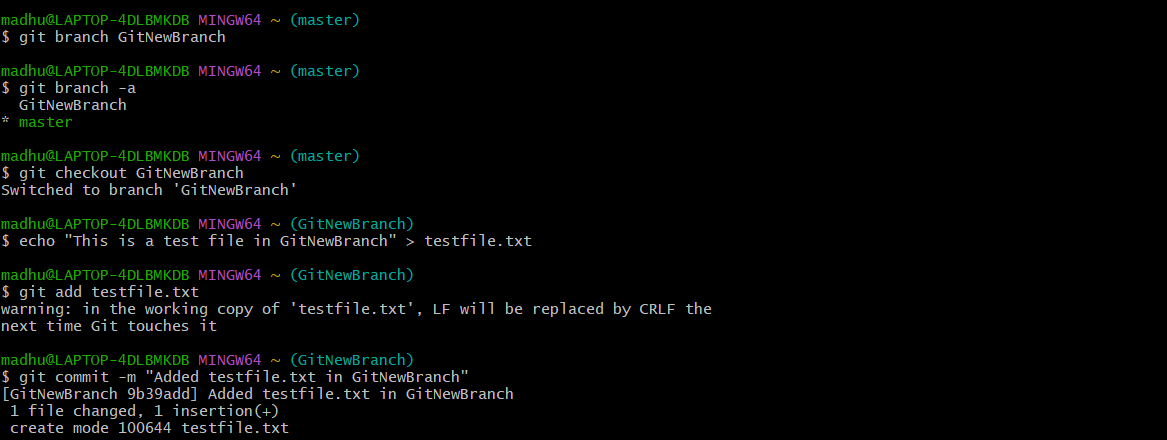 madhu@LAPTOP-4DLBMKDB MINGW64 ~ (master)
$ git branch GitNewBranch
madhu@LAPTOP-4DLBMKDB MINGW64 ~ (master)
$ git branch -a
  GitNewBranch
* master
madhu@LAPTOP-4DLBMKDB MINGW64 ~ (master)
$ git checkout GitNewBranch
Switched to branch 'GitNewBranch'
madhu@LAPTOP-4DLBMKDB MINGW64 ~ (GitNewBranch)
$ echo "This is a test file in GitNewBranch" > testfile.txt
madhu@LAPTOP-4DLBMKDB MINGW64 ~ (GitNewBranch)
$ git add testfile.txt
warning: in the working copy of 'testfile.txt', LF will be replaced by CRLF the
next time Git touches it
madhu@LAPTOP-4DLBMKDB MINGW64 ~ (GitNewBranch)
$ git commit -m "Added testfile.txt in GitNewBranch"
[GitNewBranch 9b39add] Added testfile.txt in GitNewBranch
 1 file changed, 1 insertion(+)
 create mode 100644 testfile.txt